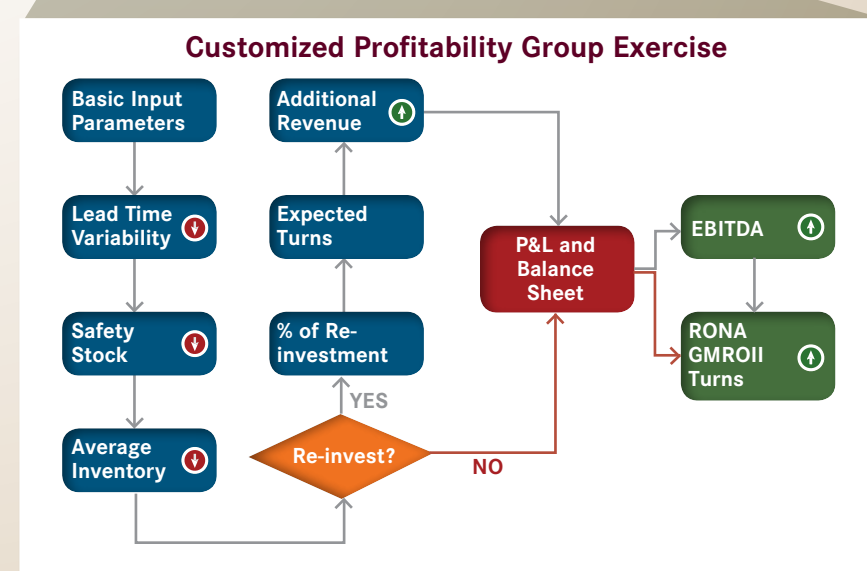 Customized Profitability Group Exercise
Basic Input
Parameters
Lead Time
Variability
Safety
Stock
Average
Inventory
Re-invest?
YES
NO
% of Re-
investment
Expected
Turns
Additional
Revenue
P&L and
Balance
Sheet
EBITDA
RONA
GMROII
Turns